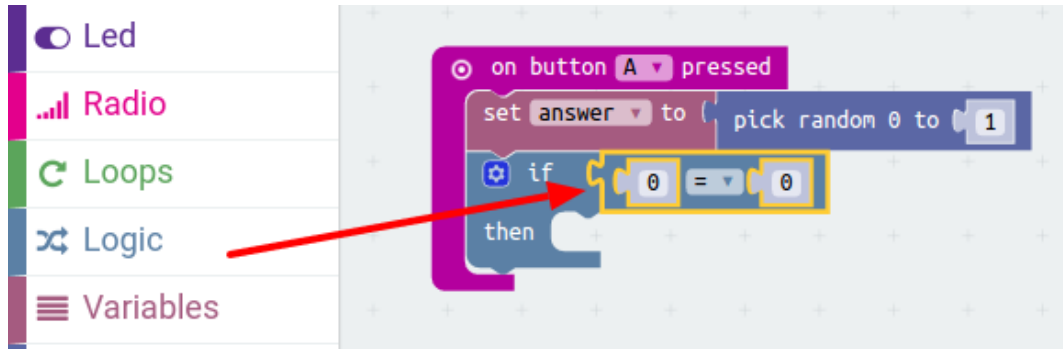 Led
Radio
Loops
Logic
Variables
on button A pressed
set answer to pick random 0 to 1
if 0 = 0
then